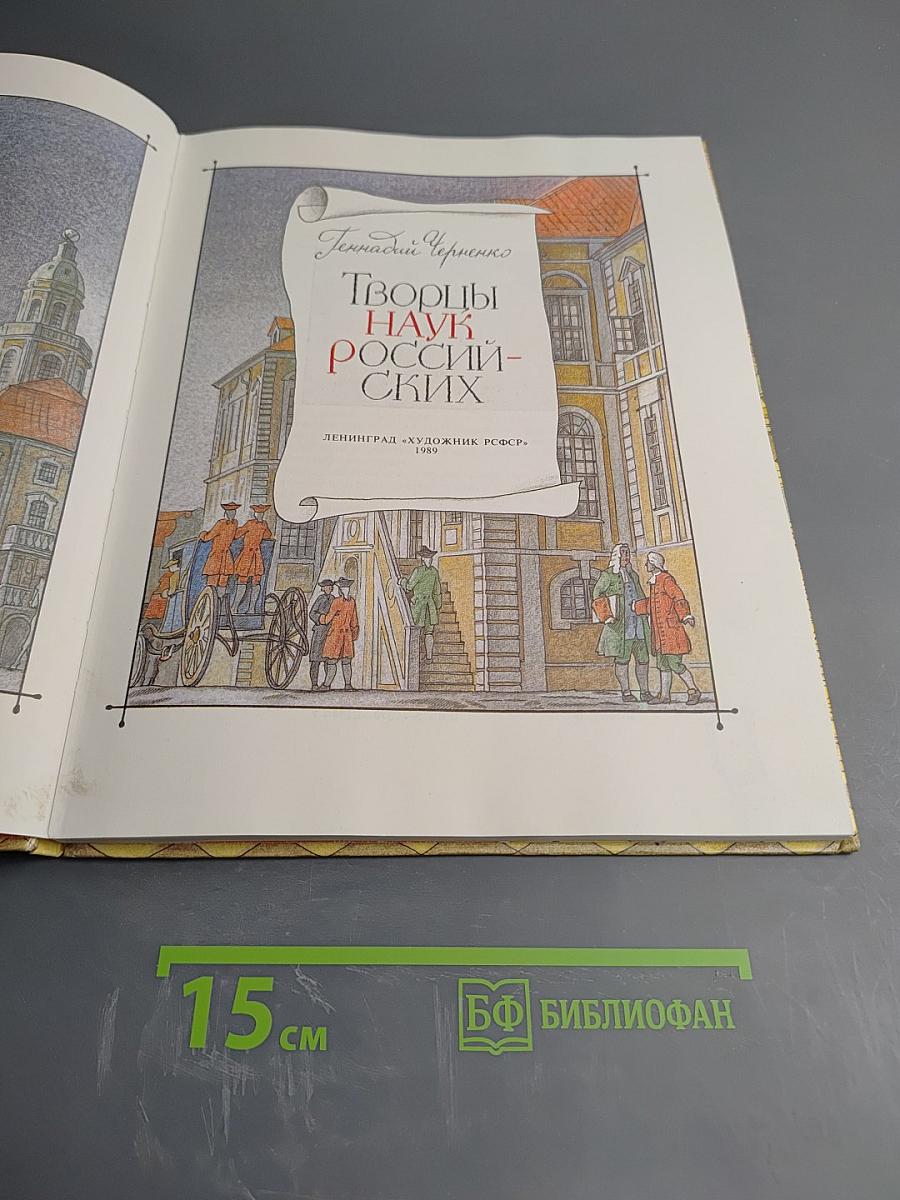 Геннадий Черненко
Творцы
наук
россий-
ских
ЛЕНИНГРАД «ХУДОЖНИК РСФСР»
1989
15 см
БФ БИБЛИОФАН